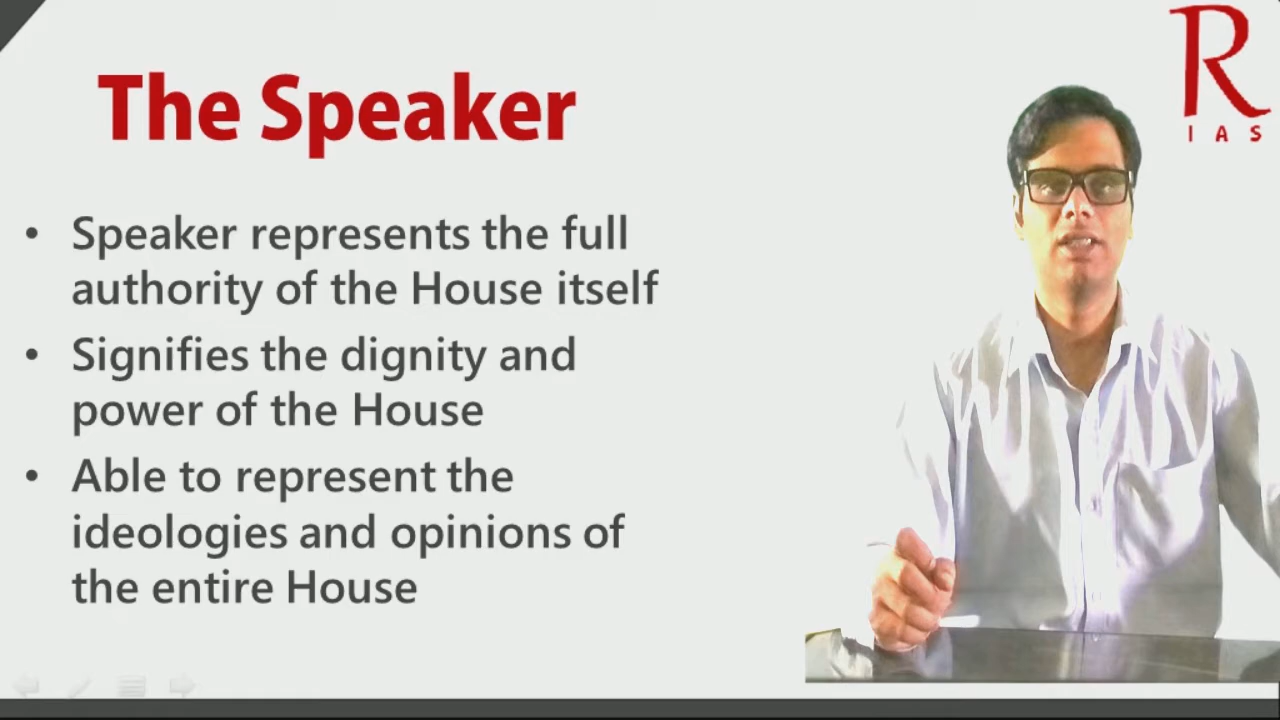 The Speaker
• Speaker represents the full
authority of the House itself
• Signifies the dignity and
power of the House
• Able to represent the
ideologies and opinions of
the entire House
R
IAS